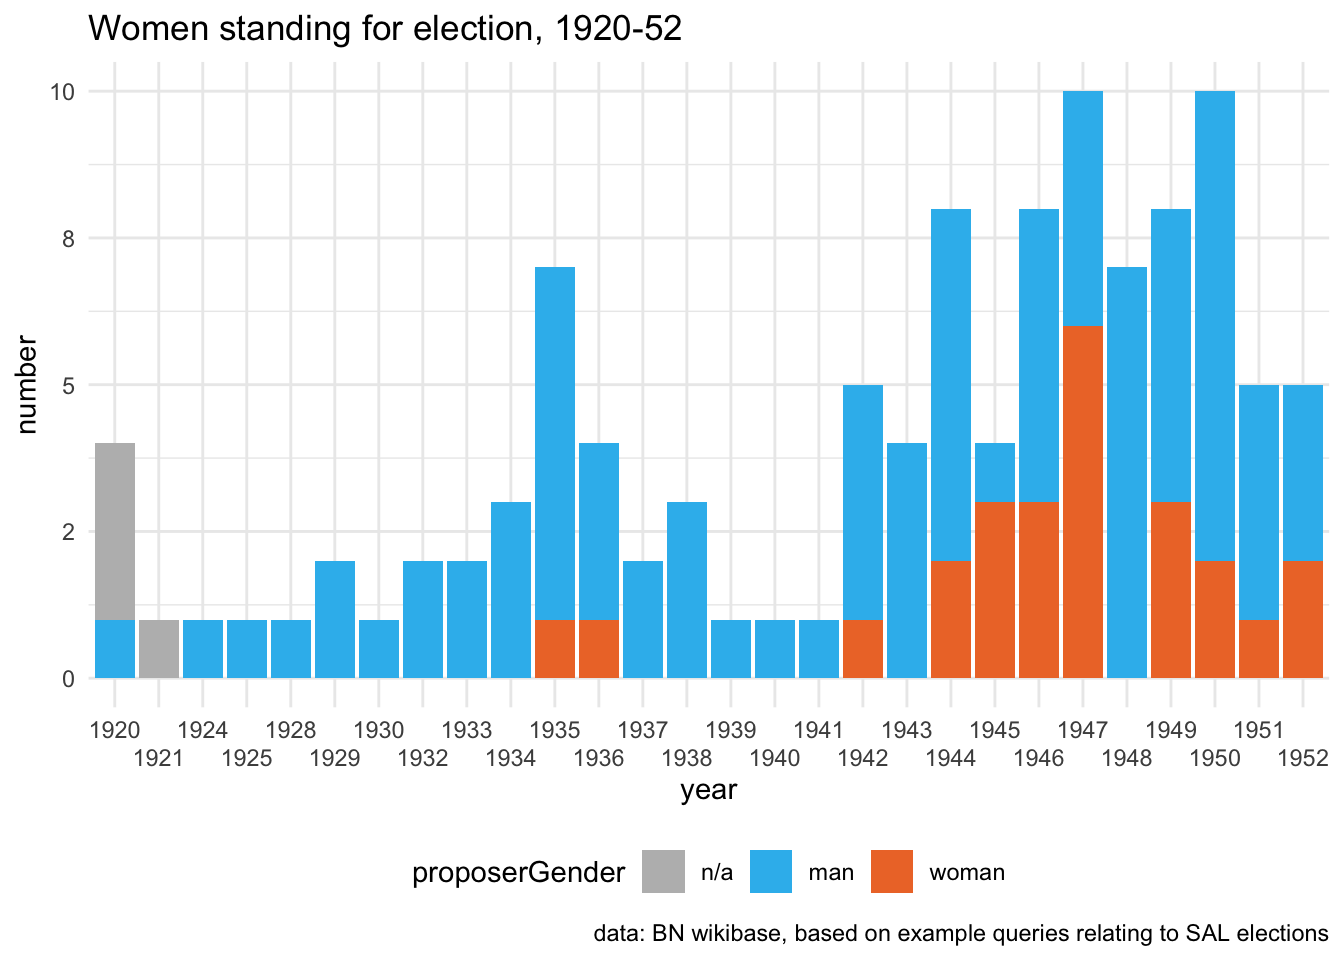 Women standing for election, 1920-52
10
8
5
2
0
number
1920 1924 1928 1930 1933 1935 1937 1939 1941 1943 1945 1947 1949 1951
1921 1925 1929 1932 1934 1936 1938 1940 1942 1944 1946 1948 1950 1952
year
proposerGender n/a man woman
data: BN wikibase, based on example queries relating to SAL elections